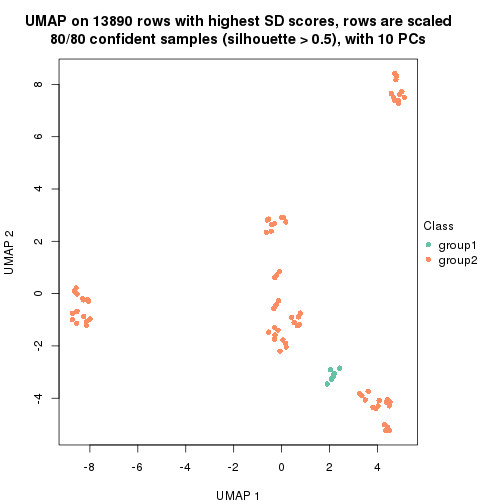 UMAP on 13890 rows with highest SD scores, rows are scaled
80/80 confident samples (silhouette > 0.5), with 10 PCs
8
6
4
2
0
-2
-4
UMAP 2
-8
-6
-4
-2
0
2
4
UMAP 1
Class
group1
group2